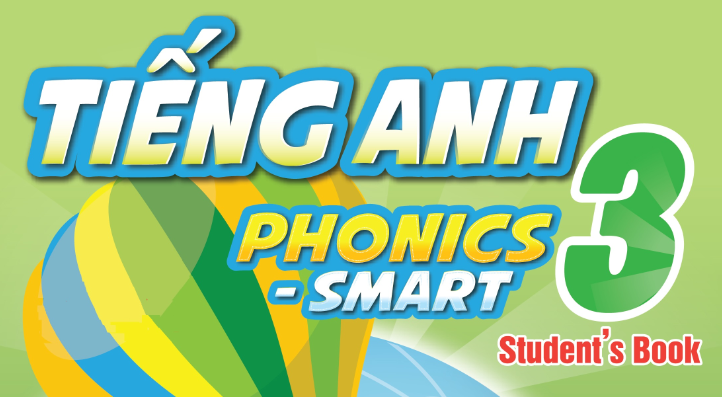 TIẾNG ANH
PHONICS
- SMART
3
Student's Book